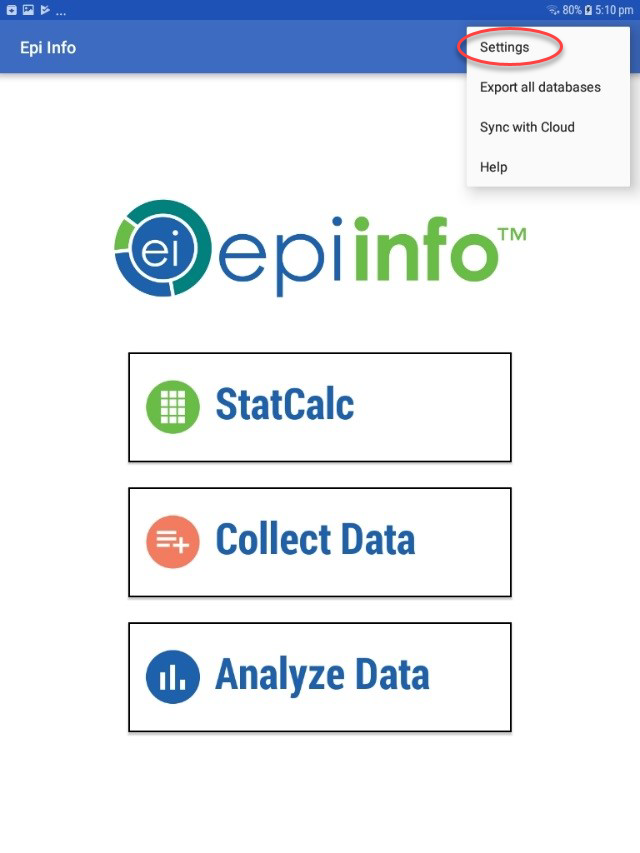 ... 80% 5:10 pm
Epi Info
Settings
Export all databases
Sync with Cloud
Help
ei epiinfo™
StatCalc
Collect Data
Analyze Data